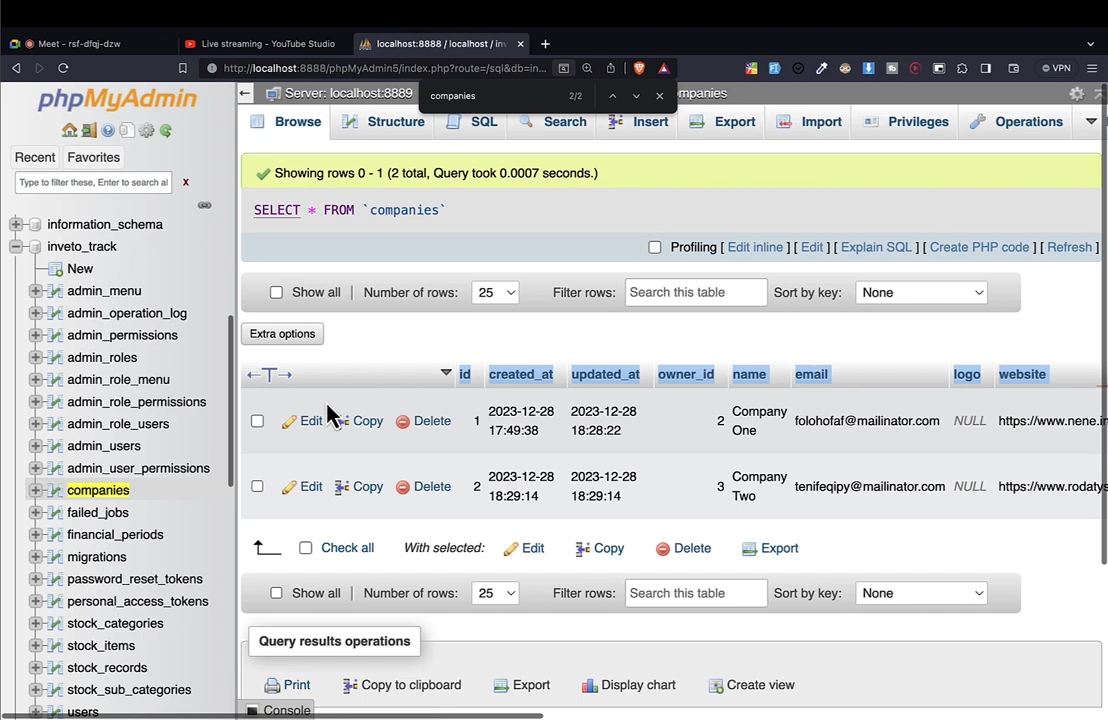 Meet - rsf-dfqj-dzw
Live streaming - YouTube Studio
localhost:8888 / localhost / inv
http://localhost:8888/phpMyAdmin5/index.php?route=/sql&db=in...
VPN
companies
2/2
phpMyAdmin
Recent
Favorites
Type to filter these, Enter to search al
x
information_schema
inveto_track
New
admin_menu
admin_operation_log
admin_permissions
admin_roles
admin_role_menu
admin_role_permissions
admin_role_users
admin_users
admin_user_permissions
companies
failed_jobs
financial_periods
migrations
password_reset_tokens
personal_access_tokens
stock_categories
stock_items
stock_records
stock_sub_categories
users
Server: localhost:8889
mpanies
Browse Structure SQL Search Insert Export Import Privileges Operations
Showing rows 0 - 1 (2 total, Query took 0.0007 seconds.)
SELECT * FROM `companies`
Profiling [ Edit inline ] [ Edit ] [ Explain SQL ] [ Create PHP code ] [ Refresh ]
Show all | Number of rows: 25 Filter rows: Search this table Sort by key: None
Extra options
id created_at updated_at owner_id name email logo website
Edit Copy Delete 1 2023-12-28 17:49:38 2023-12-28 18:28:22 2 Company One folohofaf@mailinator.com NULL https://www.nene.in
Edit Copy Delete 2 2023-12-28 18:29:14 2023-12-28 18:29:14 3 Company Two tenifeqipy@mailinator.com NULL https://www.rodatys
Check all With selected: Edit Copy Delete Export
Show all | Number of rows: 25 Filter rows: Search this table Sort by key: None
Query results operations
Print Copy to clipboard Export Display chart Create view
Console